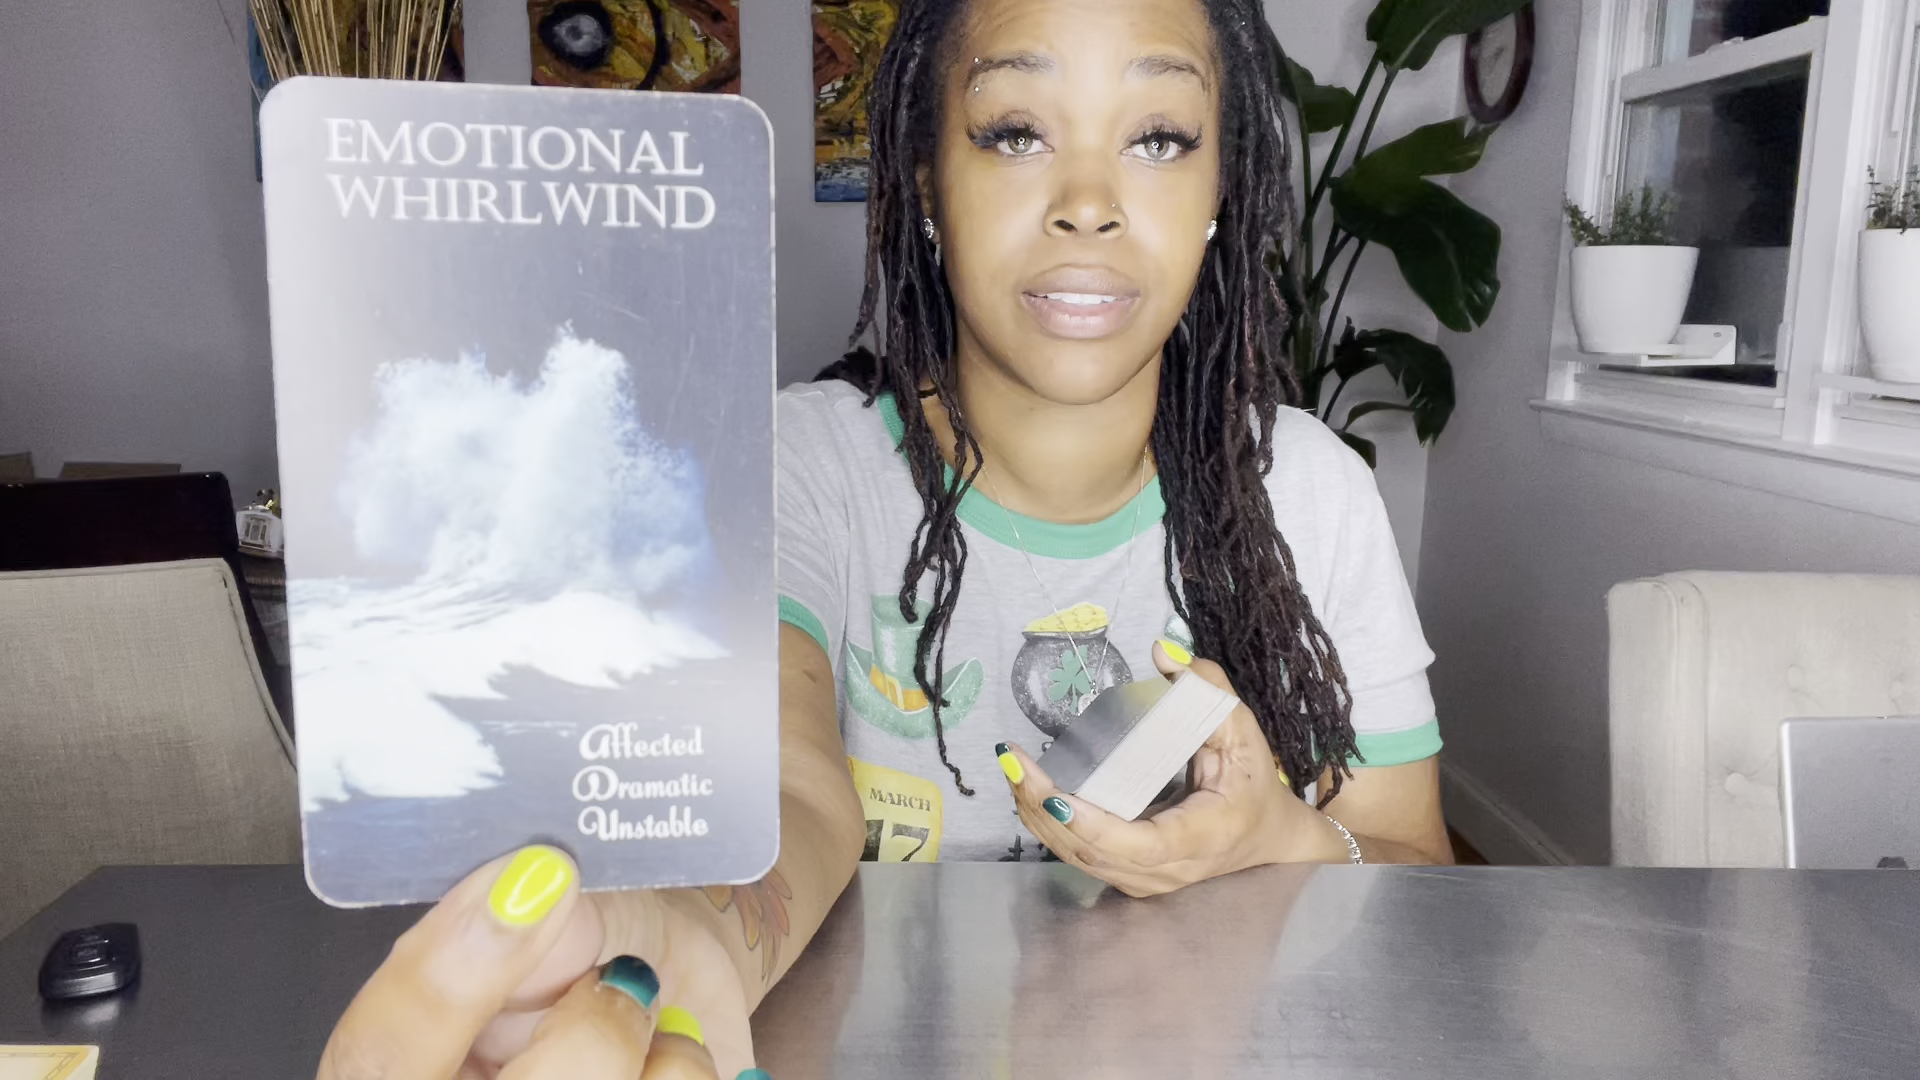 EMOTIONAL
WHIRLWIND
Affected
Dramatic
Unstable
MARCH
17